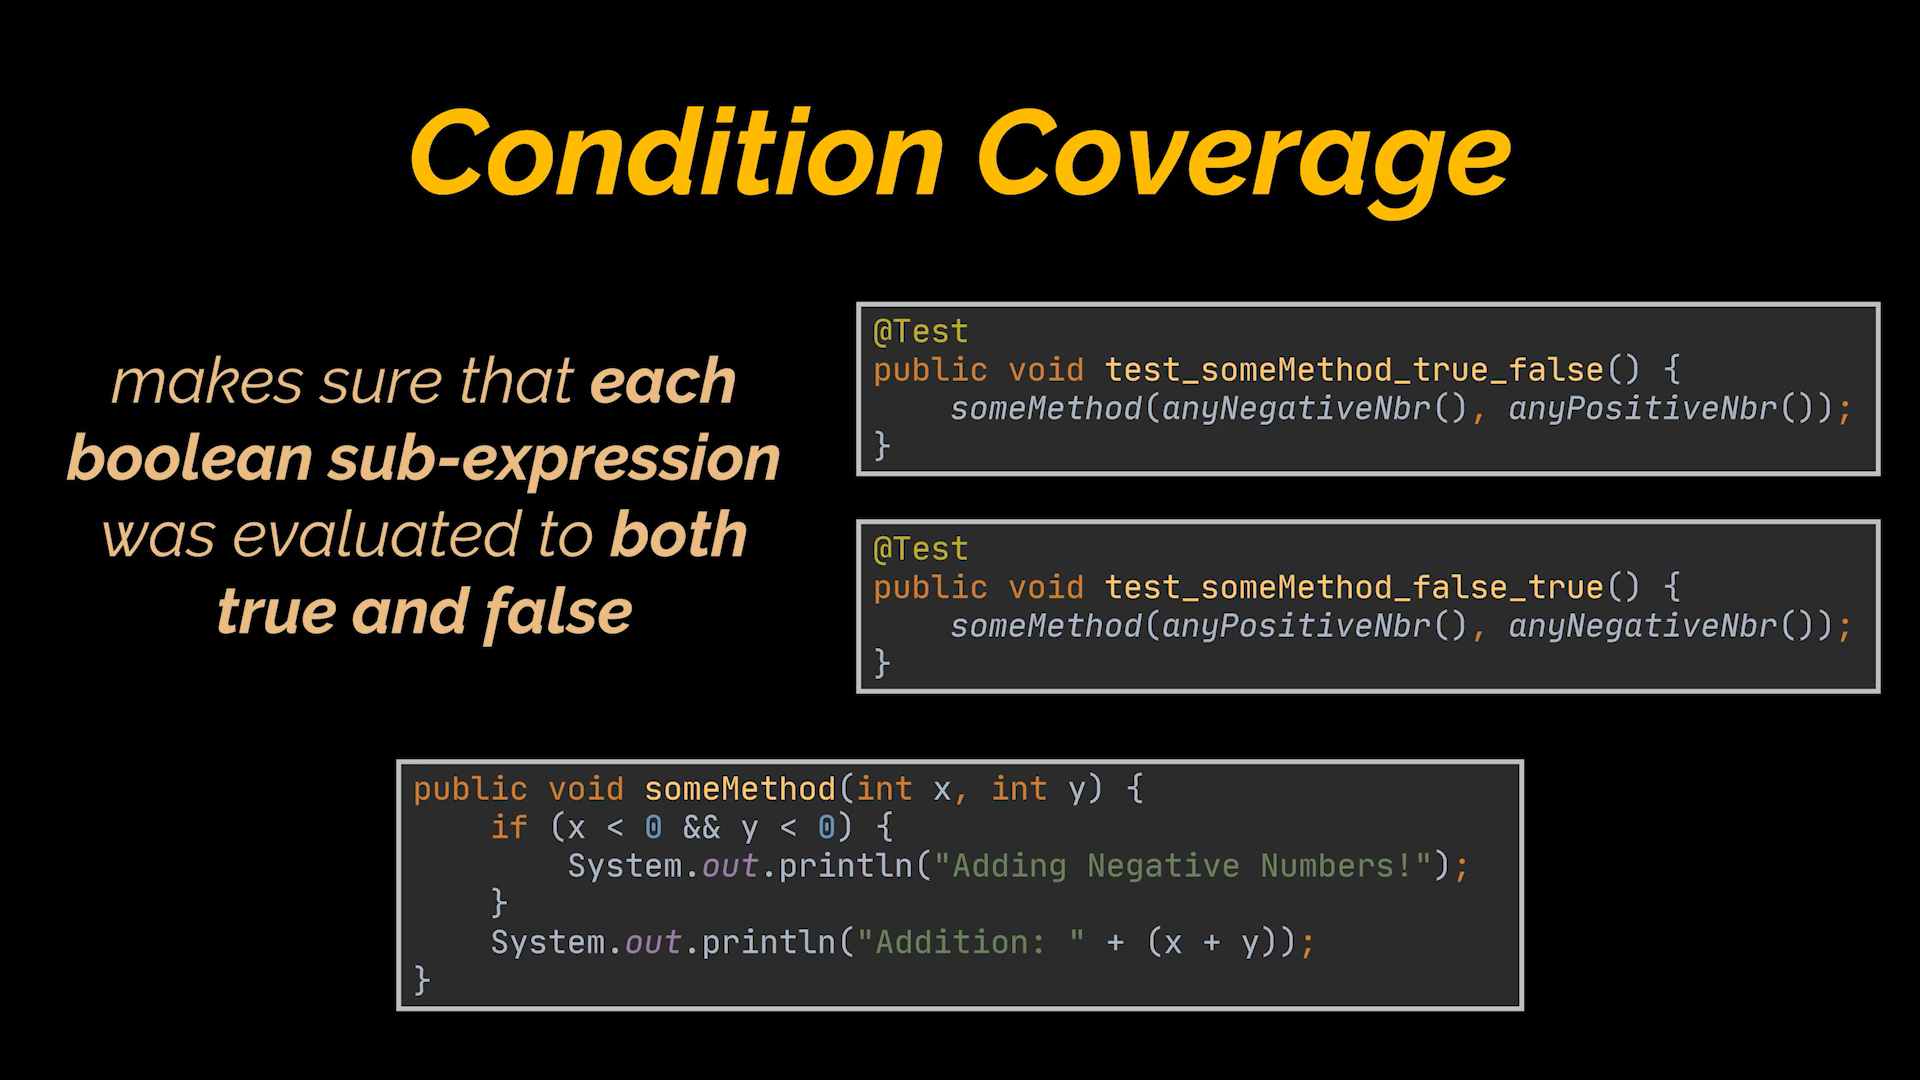 Condition Coverage
makes sure that each
boolean sub-expression
was evaluated to both
true and false
@Test
public void test_someMethod_true_false() {
    someMethod(anyNegativeNbr(), anyPositiveNbr());
}
@Test
public void test_someMethod_false_true() {
    someMethod(anyPositiveNbr(), anyNegativeNbr());
}
public void someMethod(int x, int y) {
    if (x < 0 && y < 0) {
        System.out.println("Adding Negative Numbers!");
    }
    System.out.println("Addition: " + (x + y));
}